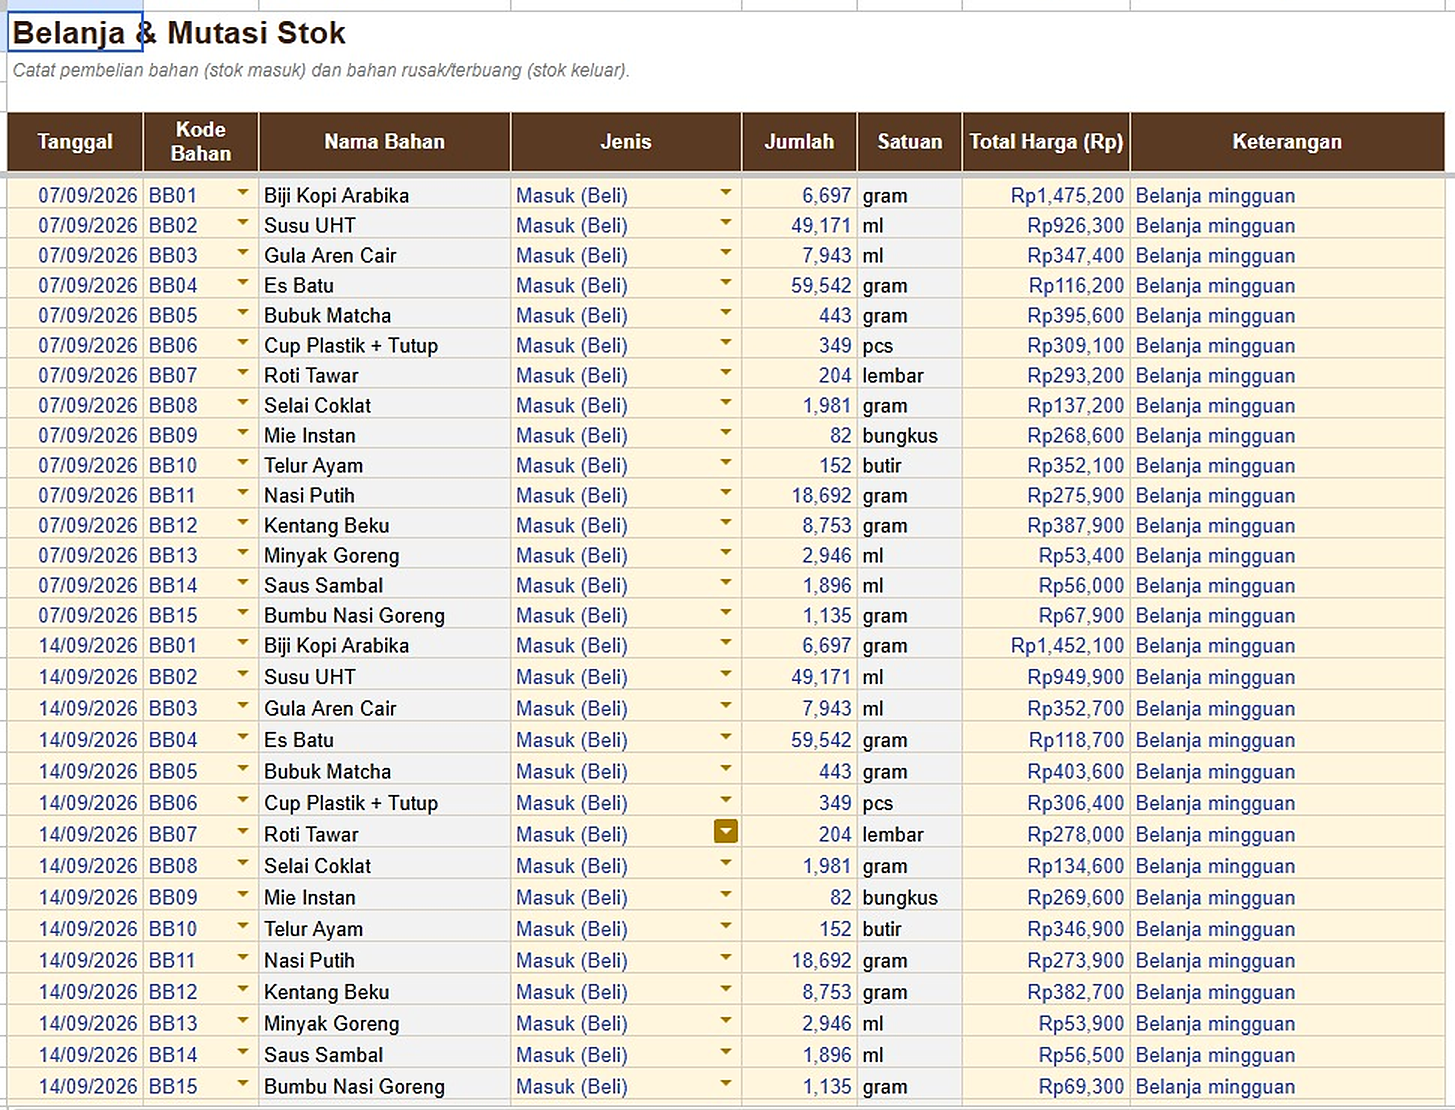 Belanja & Mutasi Stok
Catat pembelian bahan (stok masuk) dan bahan rusak/terbuang (stok keluar).
Tanggal Kode Bahan Nama Bahan Jenis Jumlah Satuan Total Harga (Rp) Keterangan
07/09/2026 BB01 Biji Kopi Arabika Masuk (Beli) 6,697 gram Rp1,475,200 Belanja mingguan
07/09/2026 BB02 Susu UHT Masuk (Beli) 49,171 ml Rp926,300 Belanja mingguan
07/09/2026 BB03 Gula Aren Cair Masuk (Beli) 7,943 ml Rp347,400 Belanja mingguan
07/09/2026 BB04 Es Batu Masuk (Beli) 59,542 gram Rp116,200 Belanja mingguan
07/09/2026 BB05 Bubuk Matcha Masuk (Beli) 443 gram Rp395,600 Belanja mingguan
07/09/2026 BB06 Cup Plastik + Tutup Masuk (Beli) 349 pcs Rp309,100 Belanja mingguan
07/09/2026 BB07 Roti Tawar Masuk (Beli) 204 lembar Rp293,200 Belanja mingguan
07/09/2026 BB08 Selai Coklat Masuk (Beli) 1,981 gram Rp137,200 Belanja mingguan
07/09/2026 BB09 Mie Instan Masuk (Beli) 82 bungkus Rp268,600 Belanja mingguan
07/09/2026 BB10 Telur Ayam Masuk (Beli) 152 butir Rp352,100 Belanja mingguan
07/09/2026 BB11 Nasi Putih Masuk (Beli) 18,692 gram Rp275,900 Belanja mingguan
07/09/2026 BB12 Kentang Beku Masuk (Beli) 8,753 gram Rp387,900 Belanja mingguan
07/09/2026 BB13 Minyak Goreng Masuk (Beli) 2,946 ml Rp53,400 Belanja mingguan
07/09/2026 BB14 Saus Sambal Masuk (Beli) 1,896 ml Rp56,000 Belanja mingguan
07/09/2026 BB15 Bumbu Nasi Goreng Masuk (Beli) 1,135 gram Rp67,900 Belanja mingguan
14/09/2026 BB01 Biji Kopi Arabika Masuk (Beli) 6,697 gram Rp1,452,100 Belanja mingguan
14/09/2026 BB02 Susu UHT Masuk (Beli) 49,171 ml Rp949,900 Belanja mingguan
14/09/2026 BB03 Gula Aren Cair Masuk (Beli) 7,943 ml Rp352,700 Belanja mingguan
14/09/2026 BB04 Es Batu Masuk (Beli) 59,542 gram Rp118,700 Belanja mingguan
14/09/2026 BB05 Bubuk Matcha Masuk (Beli) 443 gram Rp403,600 Belanja mingguan
14/09/2026 BB06 Cup Plastik + Tutup Masuk (Beli) 349 pcs Rp306,400 Belanja mingguan
14/09/2026 BB07 Roti Tawar Masuk (Beli) 204 lembar Rp278,000 Belanja mingguan
14/09/2026 BB08 Selai Coklat Masuk (Beli) 1,981 gram Rp134,600 Belanja mingguan
14/09/2026 BB09 Mie Instan Masuk (Beli) 82 bungkus Rp269,600 Belanja mingguan
14/09/2026 BB10 Telur Ayam Masuk (Beli) 152 butir Rp346,900 Belanja mingguan
14/09/2026 BB11 Nasi Putih Masuk (Beli) 18,692 gram Rp273,900 Belanja mingguan
14/09/2026 BB12 Kentang Beku Masuk (Beli) 8,753 gram Rp382,700 Belanja mingguan
14/09/2026 BB13 Minyak Goreng Masuk (Beli) 2,946 ml Rp53,900 Belanja mingguan
14/09/2026 BB14 Saus Sambal Masuk (Beli) 1,896 ml Rp56,500 Belanja mingguan
14/09/2026 BB15 Bumbu Nasi Goreng Masuk (Beli) 1,135 gram Rp69,300 Belanja mingguan